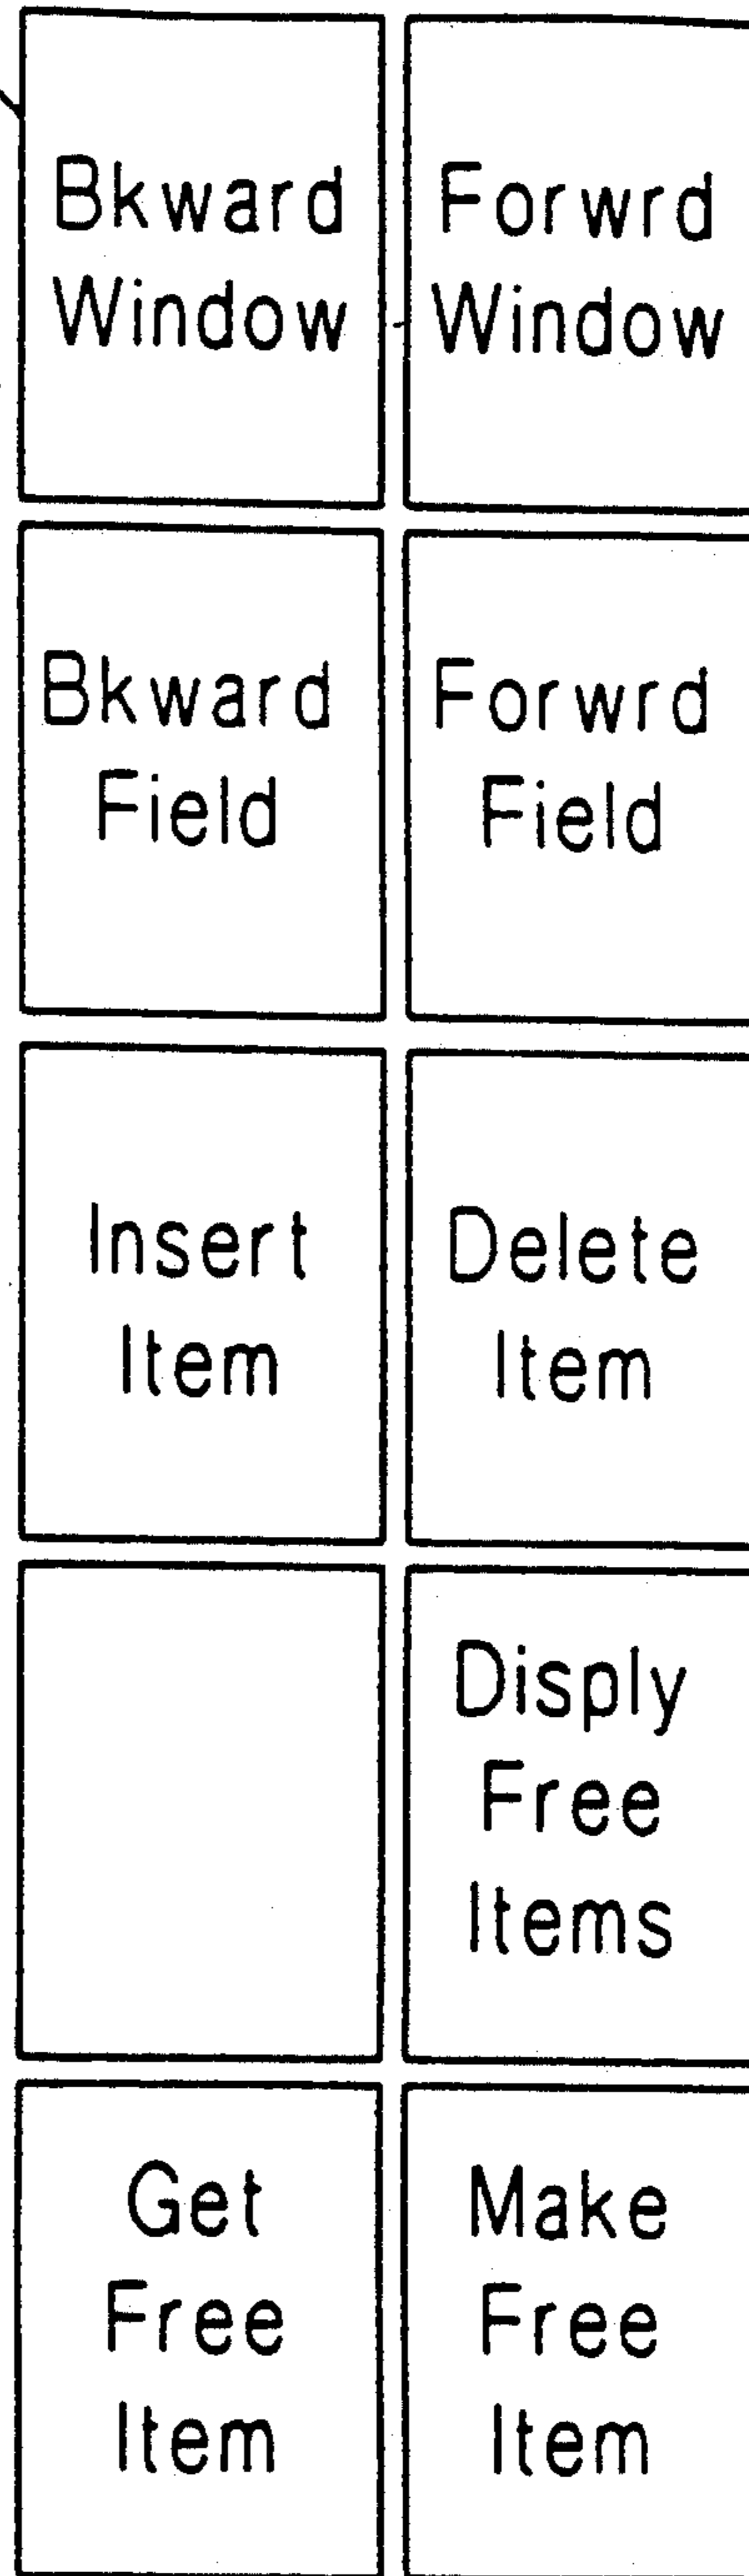 Bkward
Window
Forwrd
Window
Bkward
Field
Forwrd
Field
Insert
Item
Delete
Item
Disply
Free
Items
Get
Free
Item
Make
Free
Item